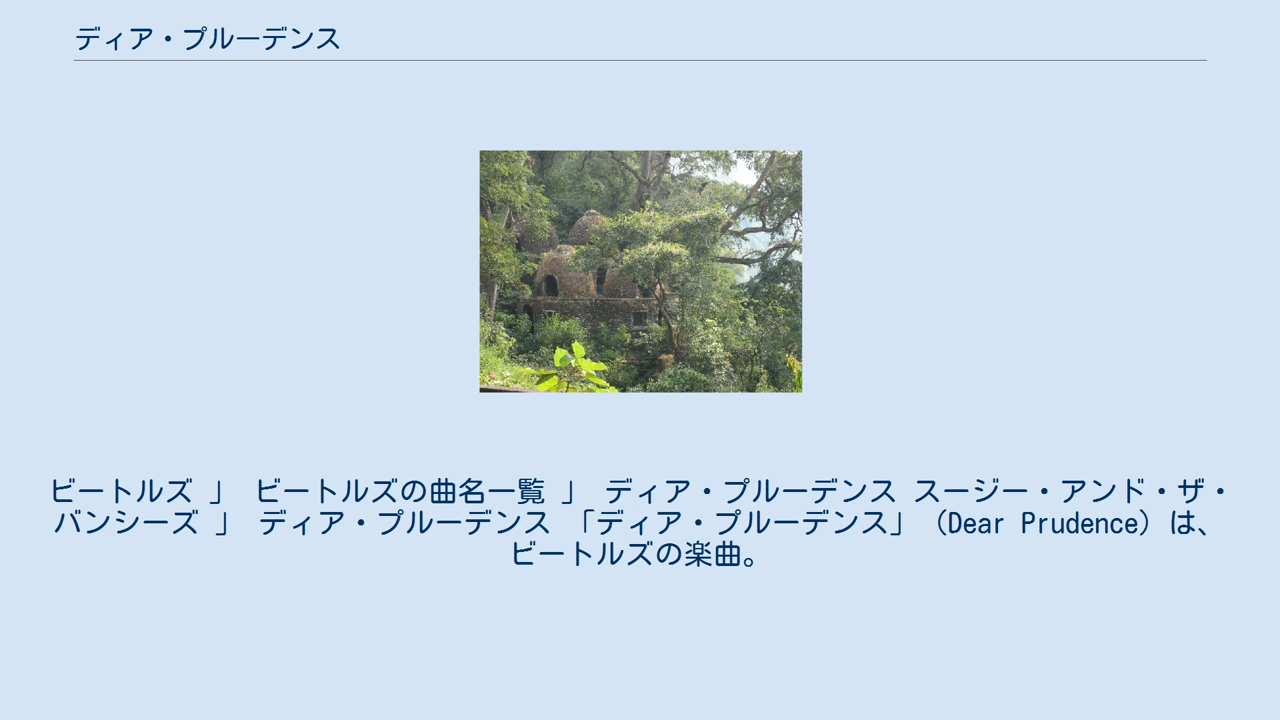 ディア・プルーデンス
ビートルズ 」 ビートルズの曲名一覧 」 ディア・プルーデンス スージー・アンド・ザ・
バンシーズ 」 ディア・プルーデンス 「ディア・プルーデンス」（Dear Prudence）は、
ビートルズの楽曲。